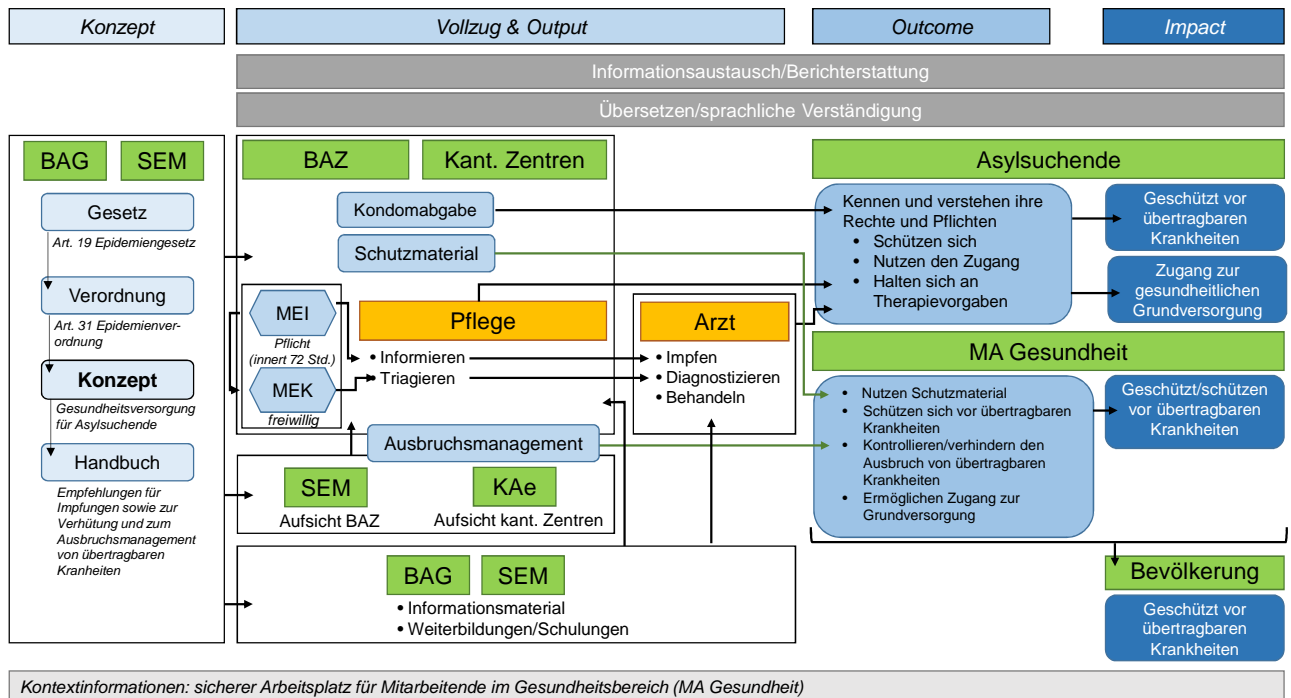 Konzept
Vollzug & Output
Outcome
Impact
Informationsaustausch/Berichterstattung
Übersetzen/sprachliche Verständigung
BAG
SEM
Gesetz
Art. 19 Epidemiengesetz
Verordnung
Art. 31 Epidemienver-
ordnung
Konzept
Gesundheitsversorgung
für Asylsuchende
Handbuch
Empfehlungen für
Impfungen sowie zur
Verhütung und zum
Ausbruchsmanagement
von übertragbaren
Kranheiten
BAZ
Kant. Zentren
Kondomabgabe
Schutzmaterial
MEI
Pflicht
(innert 72 Std.)
MEK
freiwillig
Pflege
• Informieren
• Triagieren
Arzt
• Impfen
• Diagnostizieren
• Behandeln
Ausbruchsmanagement
SEM
Aufsicht BAZ
KAe
Aufsicht kant. Zentren
BAG
SEM
• Informationsmaterial
• Weiterbildungen/Schulungen
Asylsuchende
Kennen und verstehen ihre
Rechte und Pflichten
• Schützen sich
• Nutzen den Zugang
• Halten sich an
Therapievorgaben
Geschützt vor
übertragbaren
Krankheiten
Zugang zur
gesundheitlichen
Grundversorgung
MA Gesundheit
• Nutzen Schutzmaterial
• Schützen sich vor übertragbaren
Krankheiten
• Kontrollieren/verhindern den
Ausbruch von übertragbaren
Krankheiten
• Ermöglichen Zugang zur
Grundversorgung
Geschützt/schützen
vor übertragbaren
Krankheiten
Bevölkerung
Geschützt vor
übertragbaren
Krankheiten
Kontextinformationen: sicherer Arbeitsplatz für Mitarbeitende im Gesundheitsbereich (MA Gesundheit)